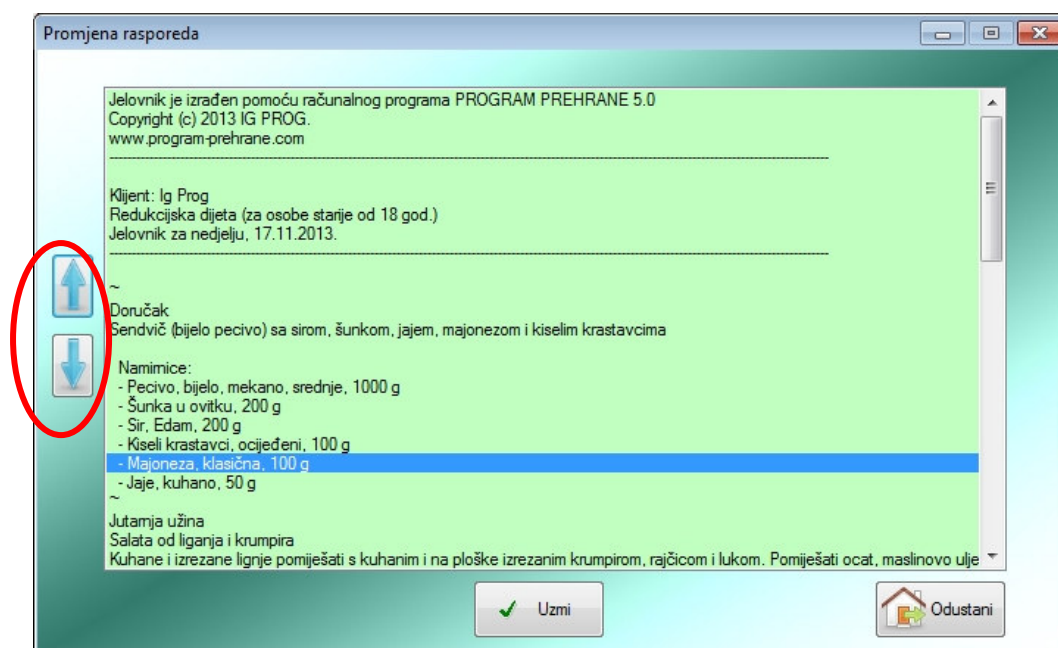 Promjena rasporeda
Jelovnik je izrađen pomoću računalnog programa PROGRAM PREHRANE 5.0
Copyright (c) 2013 IG PROG.
www.program-prehrane.com
Klijent: Ig Prog
Redukcijska dijeta (za osobe starije od 18 god.)
Jelovnik za nedjelju, 17.11.2013.
~
Doručak
Sendvič (bijelo pecivo) sa sirom, šunkom, jajem, majonezom i kiselim krastavcima
Namirnice:
- Pecivo, bijelo, mekano, srednje, 1000 g
- Šunka u ovitku, 200 g
- Sir, Edam, 200 g
- Kiseli krastavci, ocijeđeni, 100 g
- Majoneza, klasična, 100 g
- Jaje, kuhano, 50 g
~
Jutarnja užina
Salata od liganja i krumpira
Kuhane i izrezane lignje pomiješati s kuhanim i na ploške izrezanim krumpirom, rajčicom i lukom. Pomiješati ocat, maslinovo ulje
Uzmi
Odustani